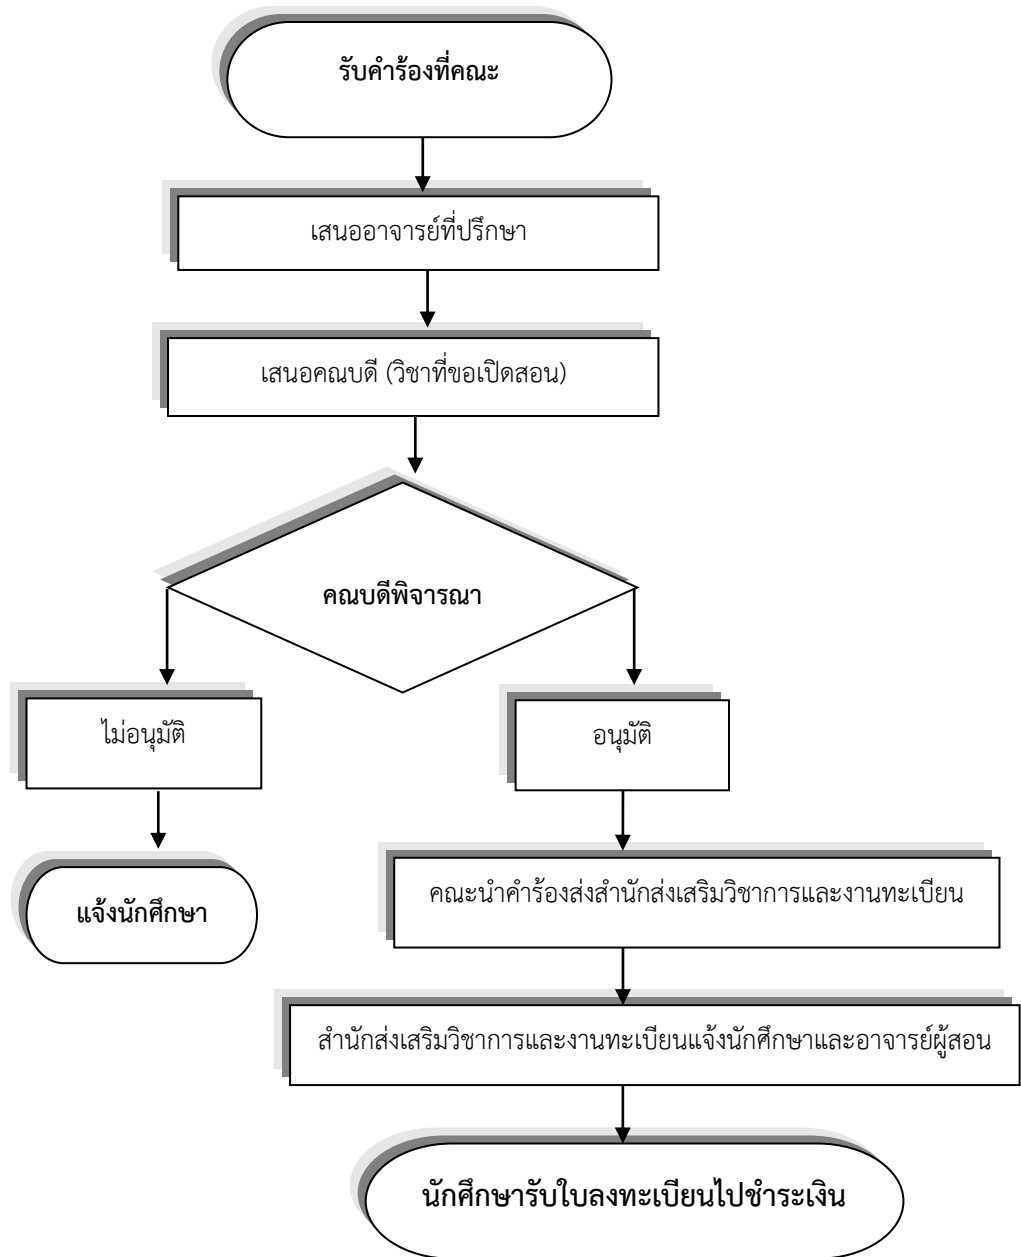 รับคำร้องที่คณะ
เสนออาจารย์ที่ปรึกษา
เสนอคณบดี (วิชาที่ขอเปิดสอน)
คณบดีพิจารณา
ไม่อนุมัติ
อนุมัติ
คณะนำคำร้องส่งสำนักส่งเสริมวิชาการและงานทะเบียน
แจ้งนักศึกษา
สำนักส่งเสริมวิชาการและงานทะเบียนแจ้งนักศึกษาและอาจารย์ผู้สอน
นักศึกษารับใบลงทะเบียนไปชำระเงิน